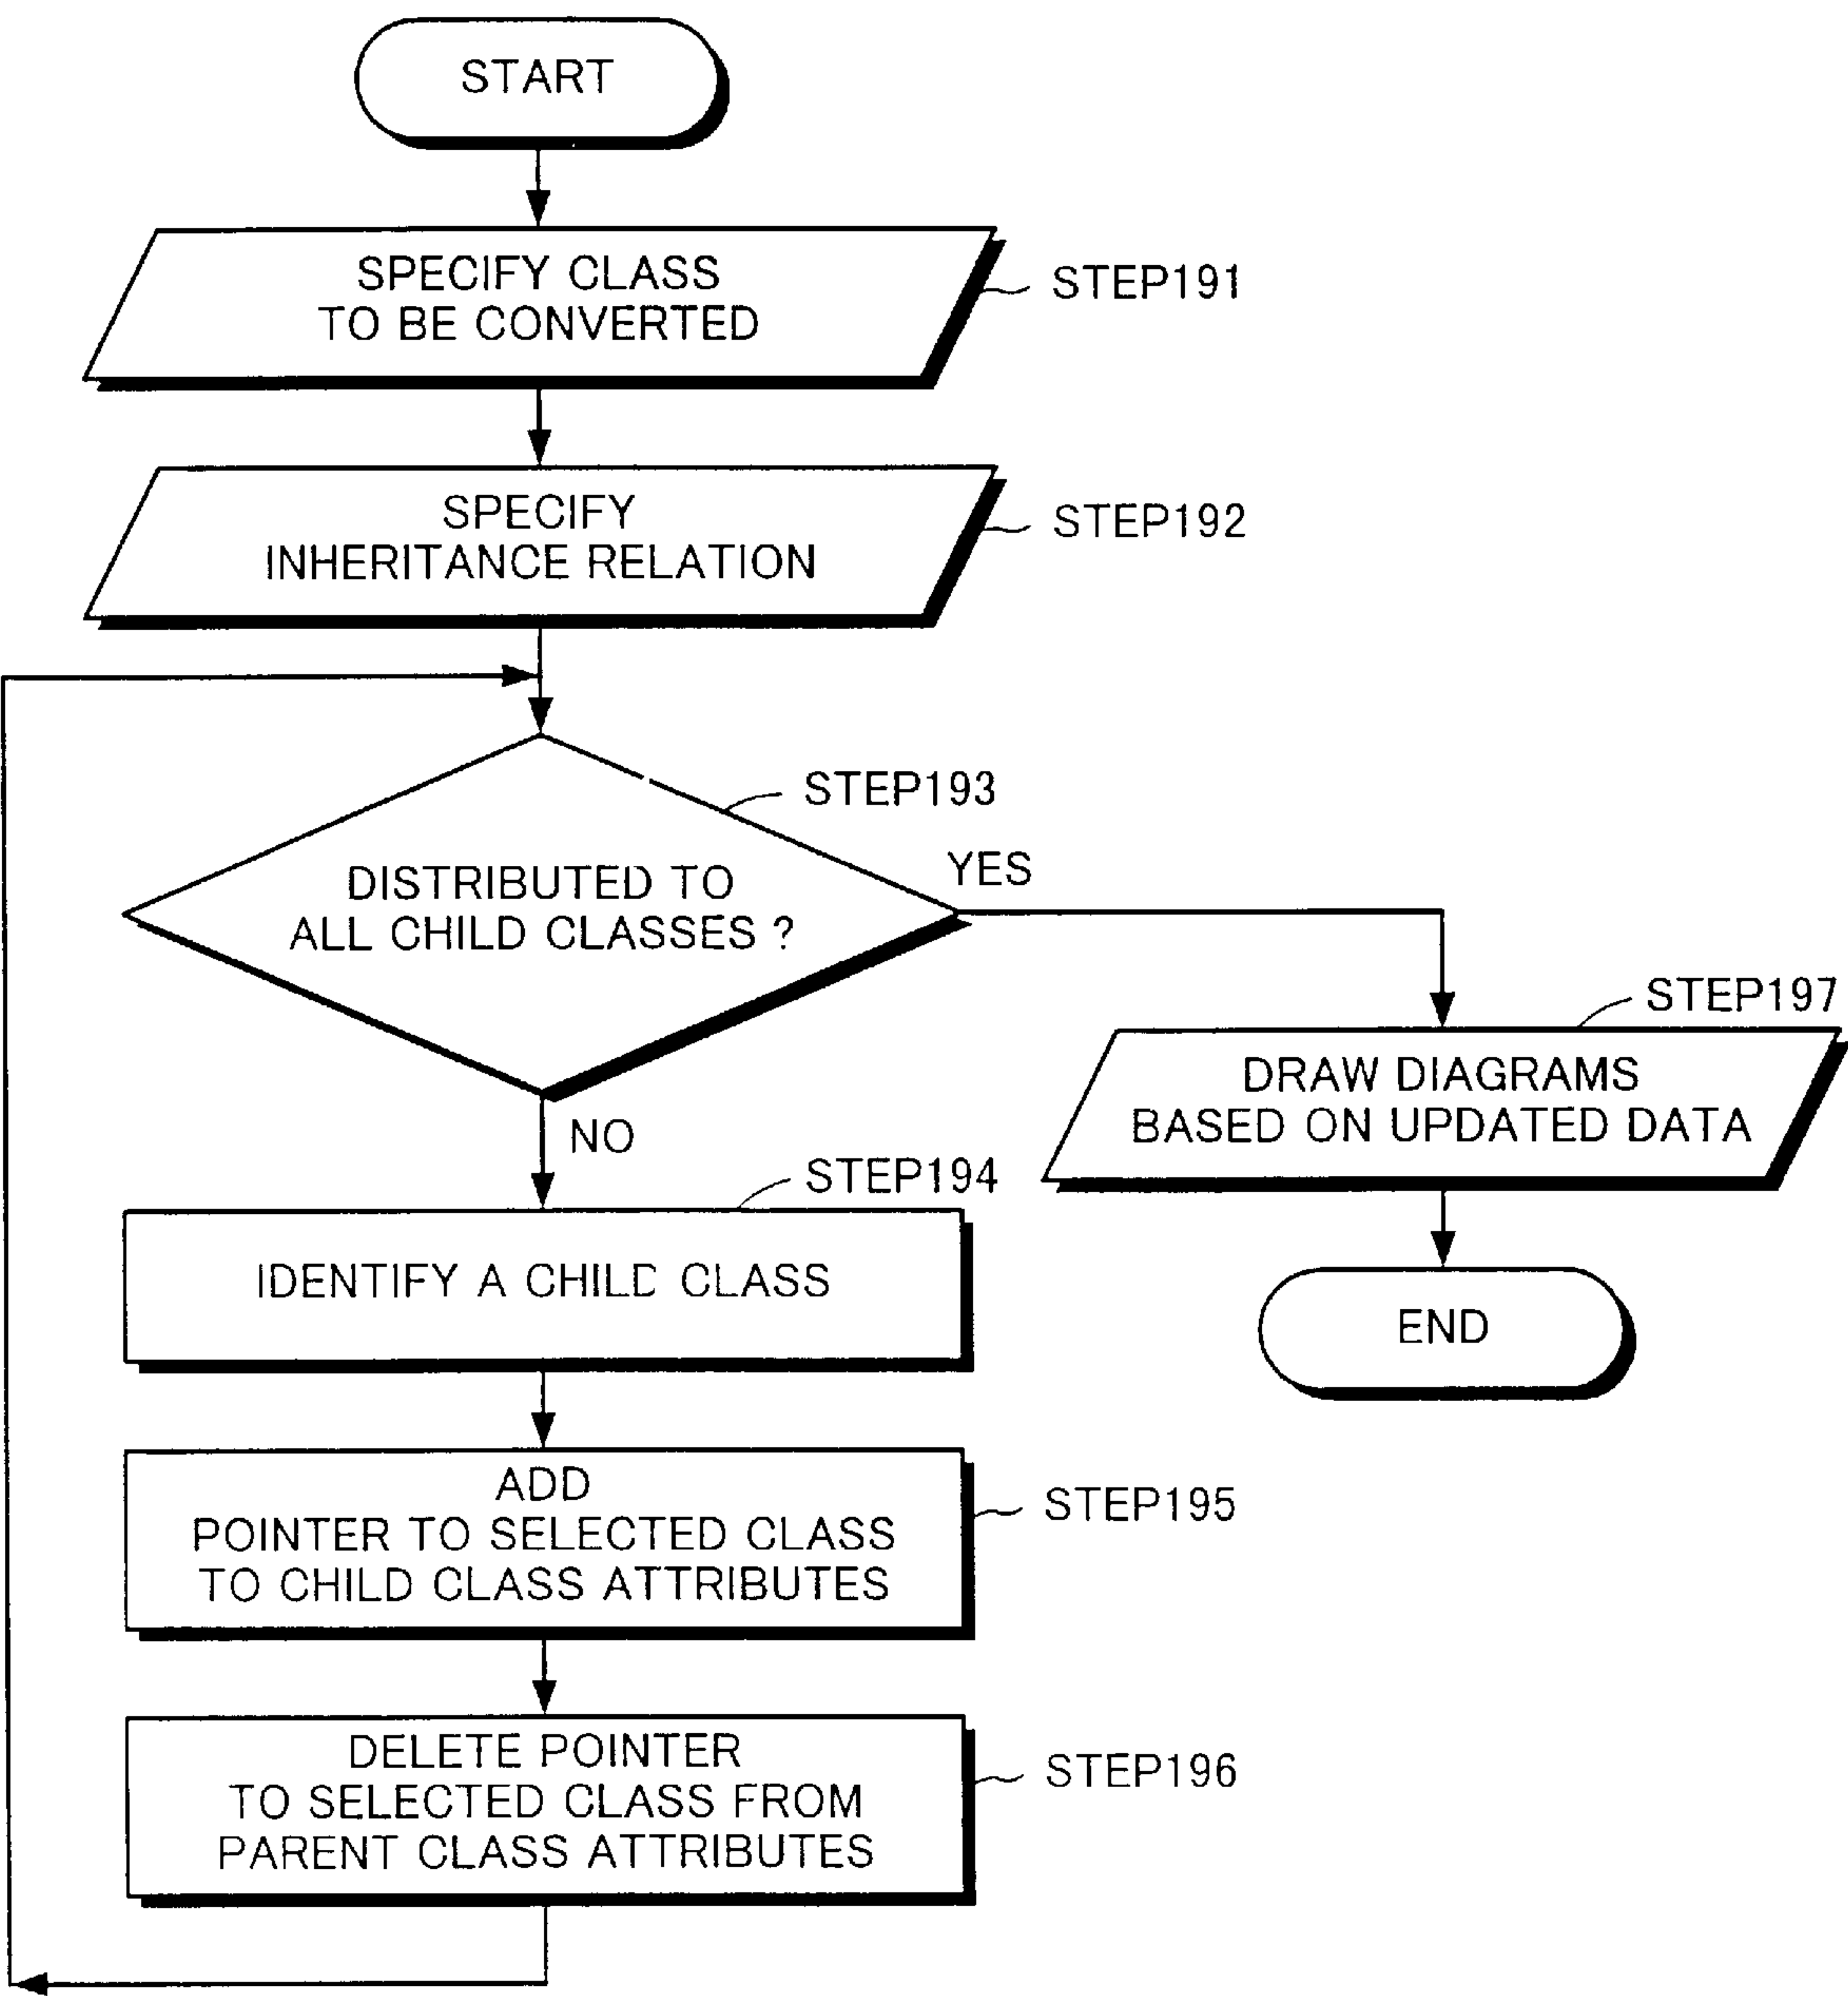 START
SPECIFY CLASS
TO BE CONVERTED
STEP191
SPECIFY
INHERITANCE RELATION
STEP192
STEP193
DISTRIBUTED TO
ALL CHILD CLASSES ?
YES
NO
STEP194
IDENTIFY A CHILD CLASS
ADD
POINTER TO SELECTED CLASS
TO CHILD CLASS ATTRIBUTES
STEP195
DELETE POINTER
TO SELECTED CLASS FROM
PARENT CLASS ATTRIBUTES
STEP196
STEP197
DRAW DIAGRAMS
BASED ON UPDATED DATA
END